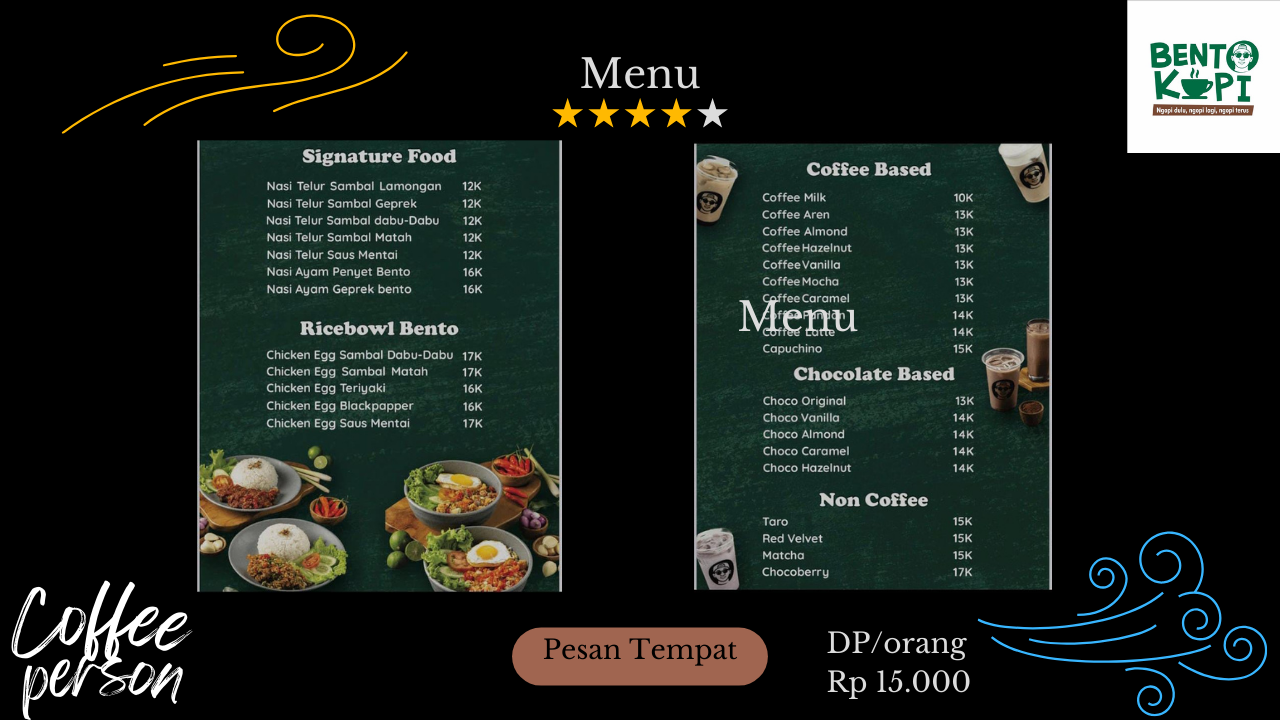 Menu
BENTO
KOPI
Ngopi dulu, ngopi lagi, ngopi terus
Signature Food
Nasi Telur Sambal Lamongan 12K
Nasi Telur Sambal Geprek 12K
Nasi Telur Sambal dabu-Dabu 12K
Nasi Telur Sambal Matah 12K
Nasi Telur Saus Mentai 12K
Nasi Ayam Penyet Bento 16K
Nasi Ayam Geprek bento 16K
Ricebowl Bento
Chicken Egg Sambal Dabu-Dabu 17K
Chicken Egg Sambal Matah 17K
Chicken Egg Teriyaki 16K
Chicken Egg Blackpapper 16K
Chicken Egg Saus Mentai 17K
Coffee Based
Coffee Milk 10K
Coffee Aren 13K
Coffee Almond 13K
Coffee Hazelnut 13K
Coffee Vanilla 13K
Coffee Mocha 13K
Coffee Caramel 13K
Coffee Pandan 14K
Menu
Coffee Latte 14K
Capuchino 15K
Chocolate Based
Choco Original 13K
Choco Vanilla 14K
Choco Almond 14K
Choco Caramel 14K
Choco Hazelnut 14K
Non Coffee
Taro 15K
Red Velvet 15K
Matcha 15K
Chocoberry 17K
Coffee
person
Pesan Tempat
DP/orang
Rp 15.000